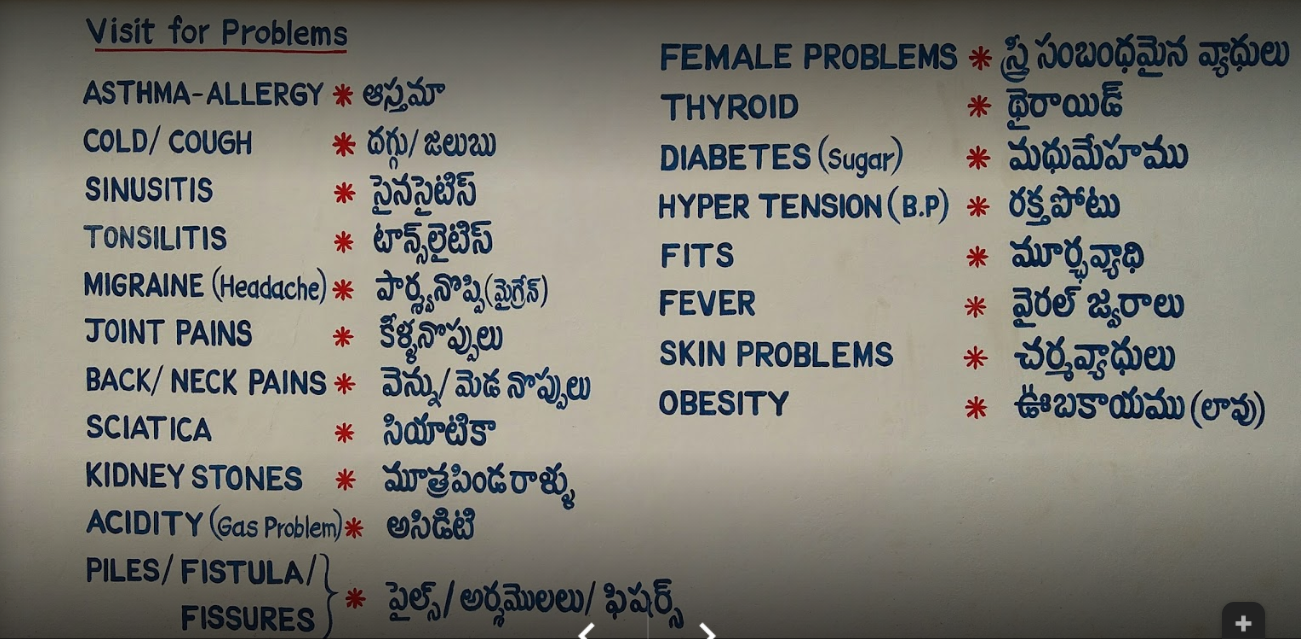 Visit for Problems
ASTHMA-ALLERGY * ఆస్తమా
COLD/ COUGH * దగ్గు/ జలుబు
SINUSITIS * సైనసైటిస్
TONSILITIS * టాన్సలైటిస్
MIGRAINE (Headache) * పార్శ్వనొప్పి(మైగ్రేన్)
JOINT PAINS * కీళ్ళనొప్పులు
BACK/ NECK PAINS * వెన్ను/ మెడ నొప్పులు
SCIATICA * సియాటికా
KIDNEY STONES * మూత్రపిండ రాళ్ళు
ACIDITY (Gas Problem) * అసిడిటి
PILES/ FISTULA/
FISSURES } * పైల్స్/ అర్శమొలలు/ ఫిషర్స్
FEMALE PROBLEMS * స్త్రీ సంబంధమైన వ్యాధులు
THYROID * థైరాయిడ్
DIABETES (Sugar) * మధుమేహము
HYPER TENSION (B.P) * రక్తపోటు
FITS * మూర్ఛవ్యాధి
FEVER * వైరల్ జ్వరాలు
SKIN PROBLEMS * చర్మవ్యాధులు
OBESITY * ఊబకాయము (లావు)